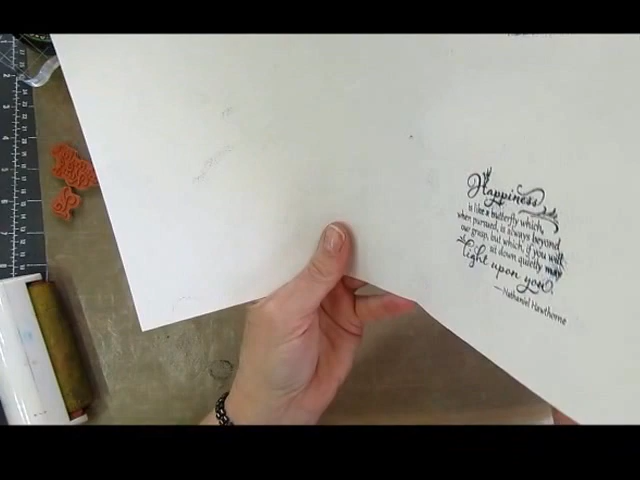 Happiness
is like a butterfly which,
when pursued, is always beyond
our grasp, but which, if you will
sit down quietly may
light upon you.
—Nathaniel Hawthorne